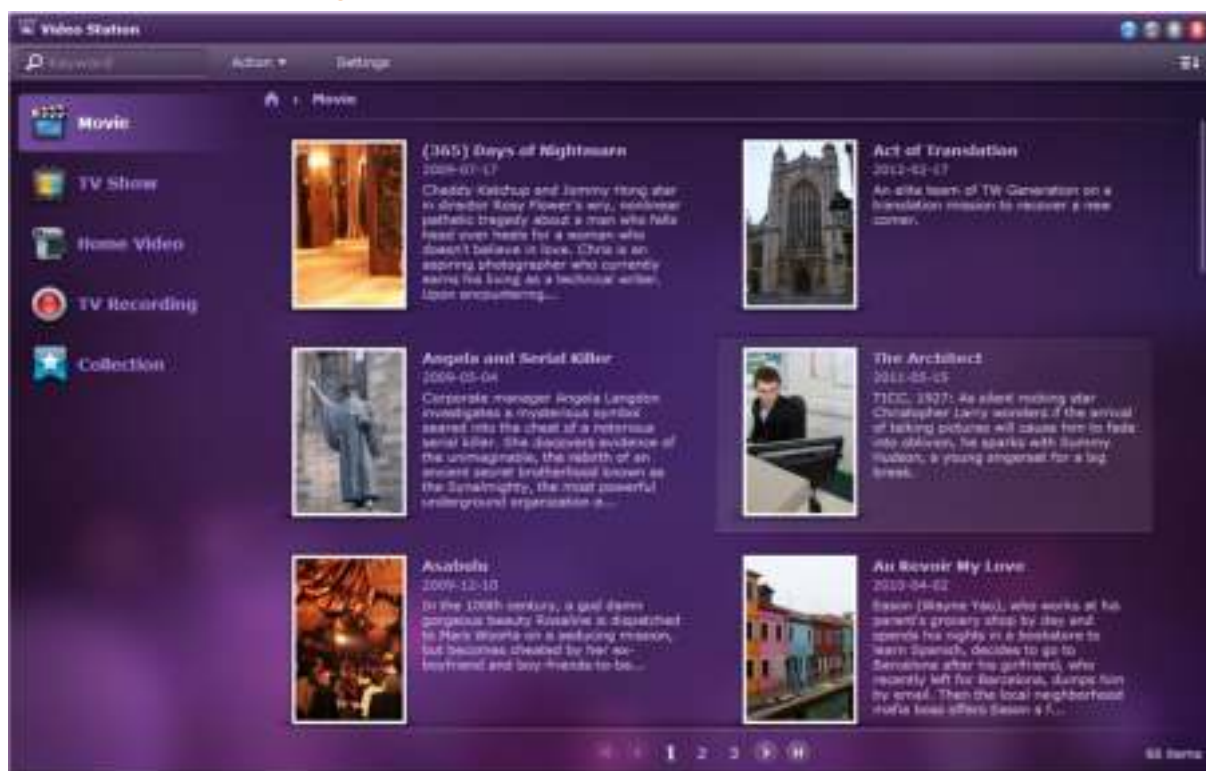 Video Station
Keyword
Action
Settings
Movie
TV Show
Home Video
TV Recording
Collection
Movie
(365) Days of Nightmare
2009-07-17
Cheddy Ketchup and Jommy Hong star
in director Rosy Flower's wry, nonlinear
pathetic tragedy about a man who falls
head over heels for a woman who
doesn't believe in love. Chris is an
aspring photographer who currently
earns his living as a technical writer.
Upon encountering...
Act of Translation
2012-02-17
An elite team of TW Generation on a
translation mission to recover a new
comer.
Angela and Serial Killer
2009-05-04
Corporate manager Angela Langdon
investigates a mysterious symbol
seared into the chest of a notorious
serial killer. She discovers evidence of
the unimaginable, the rebirth of an
ancient secret brotherhood known as
the Synalmighty, the most powerful
underground organization o...
The Architect
2011-05-15
TICC, 1927: As silent rocking star
Christopher Larry wonders if the arrival
of talking pictures will cause him to fade
into oblivion, he sparks with Summy
Hudson, a young singerset for a big
break.
Asabolu
2009-12-10
In the 100th century, a god damn
gorgeous beauty Rosaline is dispatched
to Mark Woorts on a seducing mission,
but becomes cheated by her ex-
boyfriend and boy-friends-to-be...
Au Revoir My Love
2010-04-02
Eason (Wayne Yao), who works at his
parent's grocery shop by day and
spends his nights in a bookstore to
learn Spanish, decides to go to
Barcelona after his girlfriend, who
recently left for Barcelona, dumps him
by email. Then the local neighborhood
mafia boss offers Eason a f...
1 2 3
items